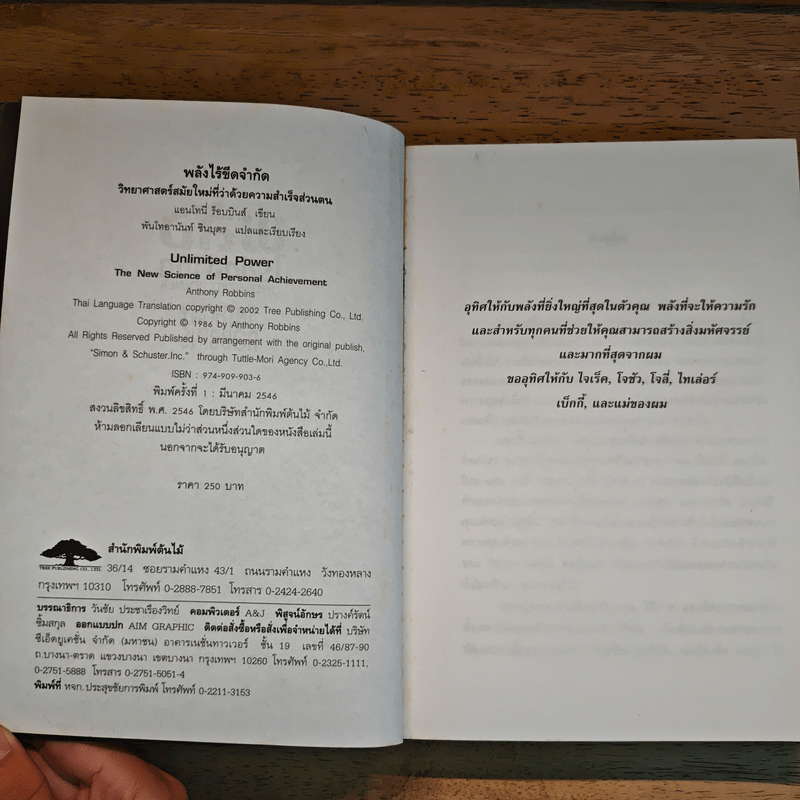 พลังไร้ขีดจำกัด
วิทยาศาสตร์สมัยใหม่ที่ว่าด้วยความสำเร็จส่วนตน
แอนโทนี่ ร็อบบินส์ เขียน
พันโทอานันท์ ชินบุตร แปลและเรียบเรียง
Unlimited Power
The New Science of Personal Achievement
Anthony Robbins
Thai Language Translation copyright © 2002 Tree Publishing Co., Ltd.
Copyright © 1986 by Anthony Robbins
All Rights Reserved Published by arrangement with the original publish,
"Simon & Schuster.Inc." through Tuttle-Mori Agency Co.,Ltd.
ISBN : 974-909-903-6
พิมพ์ครั้งที่ 1 : มีนาคม 2546
สงวนลิขสิทธิ์ พ.ศ. 2546 โดยบริษัทสำนักพิมพ์ต้นไม้ จำกัด
ห้ามลอกเลียนแบบไม่ว่าส่วนหนึ่งส่วนใดของหนังสือเล่มนี้
นอกจากจะได้รับอนุญาต
ราคา 250 บาท
สำนักพิมพ์ต้นไม้
TREE PUBLISHING CO., LTD.
36/14 ซอยรามคำแหง 43/1 ถนนรามคำแหง วังทองหลาง
กรุงเทพฯ 10310 โทรศัพท์ 0-2888-7851 โทรสาร 0-2424-2640
บรรณาธิการ วันชัย ประชาเรืองวิทย์ คอมพิวเตอร์ A&J พิสูจน์อักษร ปรางค์รัตน์
ซิ้มสกุล ออกแบบปก AIM GRAPHIC ติดต่อสั่งซื้อหรือสั่งเพื่อจำหน่ายได้ที่ บริษัท
ซีเอ็ดยูเคชั่น จำกัด (มหาชน) อาคารเนชั่นทาวเวอร์ ชั้น 19 เลขที่ 46/87-90
ถ.บางนา-ตราด แขวงบางนา เขตบางนา กรุงเทพฯ 10260 โทรศัพท์ 0-2325-1111,
0-2751-5888 โทรสาร 0-2751-5051-4
พิมพ์ที่ หจก.ประสุขชัยการพิมพ์ โทรศัพท์ 0-2211-3153
อุทิศให้กับพลังที่ยิ่งใหญ่ที่สุดในตัวคุณ พลังที่จะให้ความรัก
และสำหรับทุกคนที่ช่วยให้คุณสามารถสร้างสิ่งมหัศจรรย์
และมากที่สุดจากผม
ขออุทิศให้กับ ไจเร็ค, โจชัว, โจลี่, ไทเล่อร์
เบ็กกี้, และแม่ของผม